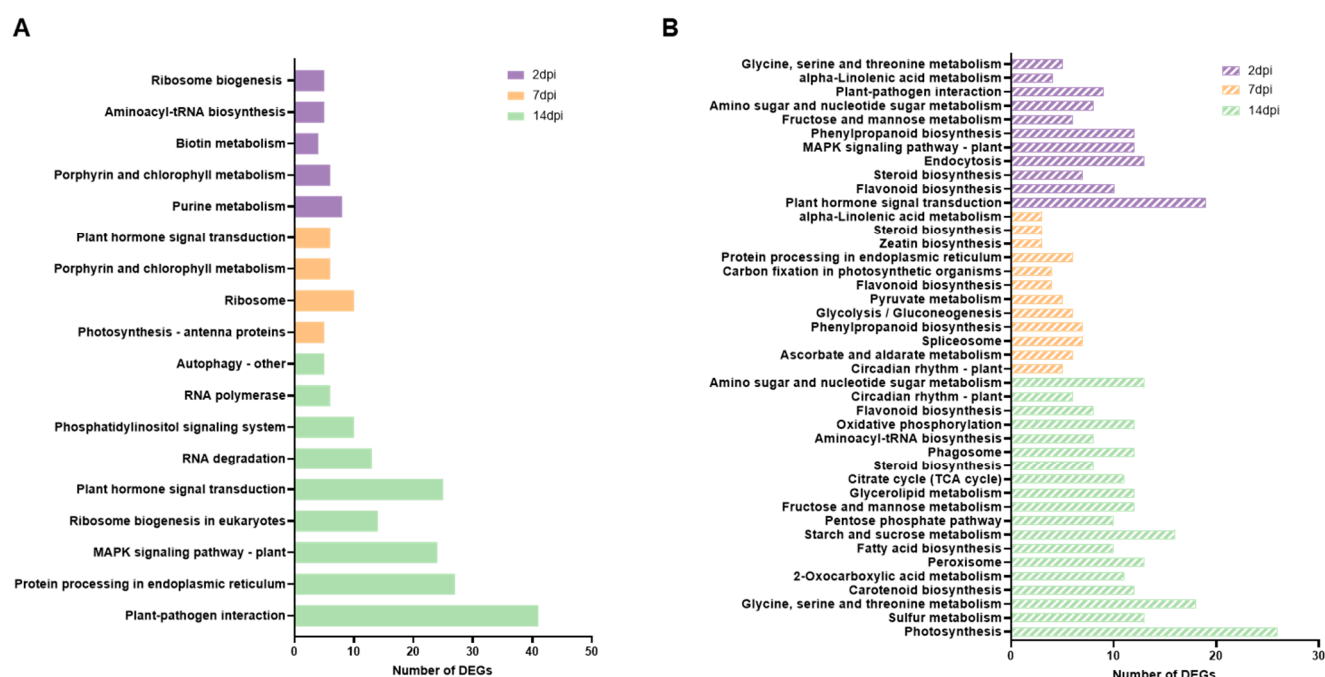 A
Ribosome biogenesis
Aminoacyl-tRNA biosynthesis
Biotin metabolism
Porphyrin and chlorophyll metabolism
Purine metabolism
Plant hormone signal transduction
Porphyrin and chlorophyll metabolism
Ribosome
Photosynthesis - antenna proteins
Autophagy - other
RNA polymerase
Phosphatidylinositol signaling system
RNA degradation
Plant hormone signal transduction
Ribosome biogenesis in eukaryotes
MAPK signaling pathway - plant
Protein processing in endoplasmic reticulum
Plant-pathogen interaction
2dpi
7dpi
14dpi
0 10 20 30 40 50
Number of DEGs
B
Glycine, serine and threonine metabolism
alpha-Linolenic acid metabolism
Plant-pathogen interaction
Amino sugar and nucleotide sugar metabolism
Fructose and mannose metabolism
Phenylpropanoid biosynthesis
MAPK signaling pathway - plant
Endocytosis
Steroid biosynthesis
Flavonoid biosynthesis
Plant hormone signal transduction
alpha-Linolenic acid metabolism
Steroid biosynthesis
Zeatin biosynthesis
Protein processing in endoplasmic reticulum
Carbon fixation in photosynthetic organisms
Flavonoid biosynthesis
Pyruvate metabolism
Glycolysis / Gluconeogenesis
Phenylpropanoid biosynthesis
Spliceosome
Ascorbate and aldarate metabolism
Circadian rhythm - plant
Amino sugar and nucleotide sugar metabolism
Circadian rhythm - plant
Flavonoid biosynthesis
Oxidative phosphorylation
Aminoacyl-tRNA biosynthesis
Phagosome
Steroid biosynthesis
Citrate cycle (TCA cycle)
Glycerolipid metabolism
Fructose and mannose metabolism
Pentose phosphate pathway
Starch and sucrose metabolism
Fatty acid biosynthesis
Peroxisome
2-Oxocarboxylic acid metabolism
Carotenoid biosynthesis
Glycine, serine and threonine metabolism
Sulfur metabolism
Photosynthesis
2dpi
7dpi
14dpi
0 10 20 30
Number of DEGs